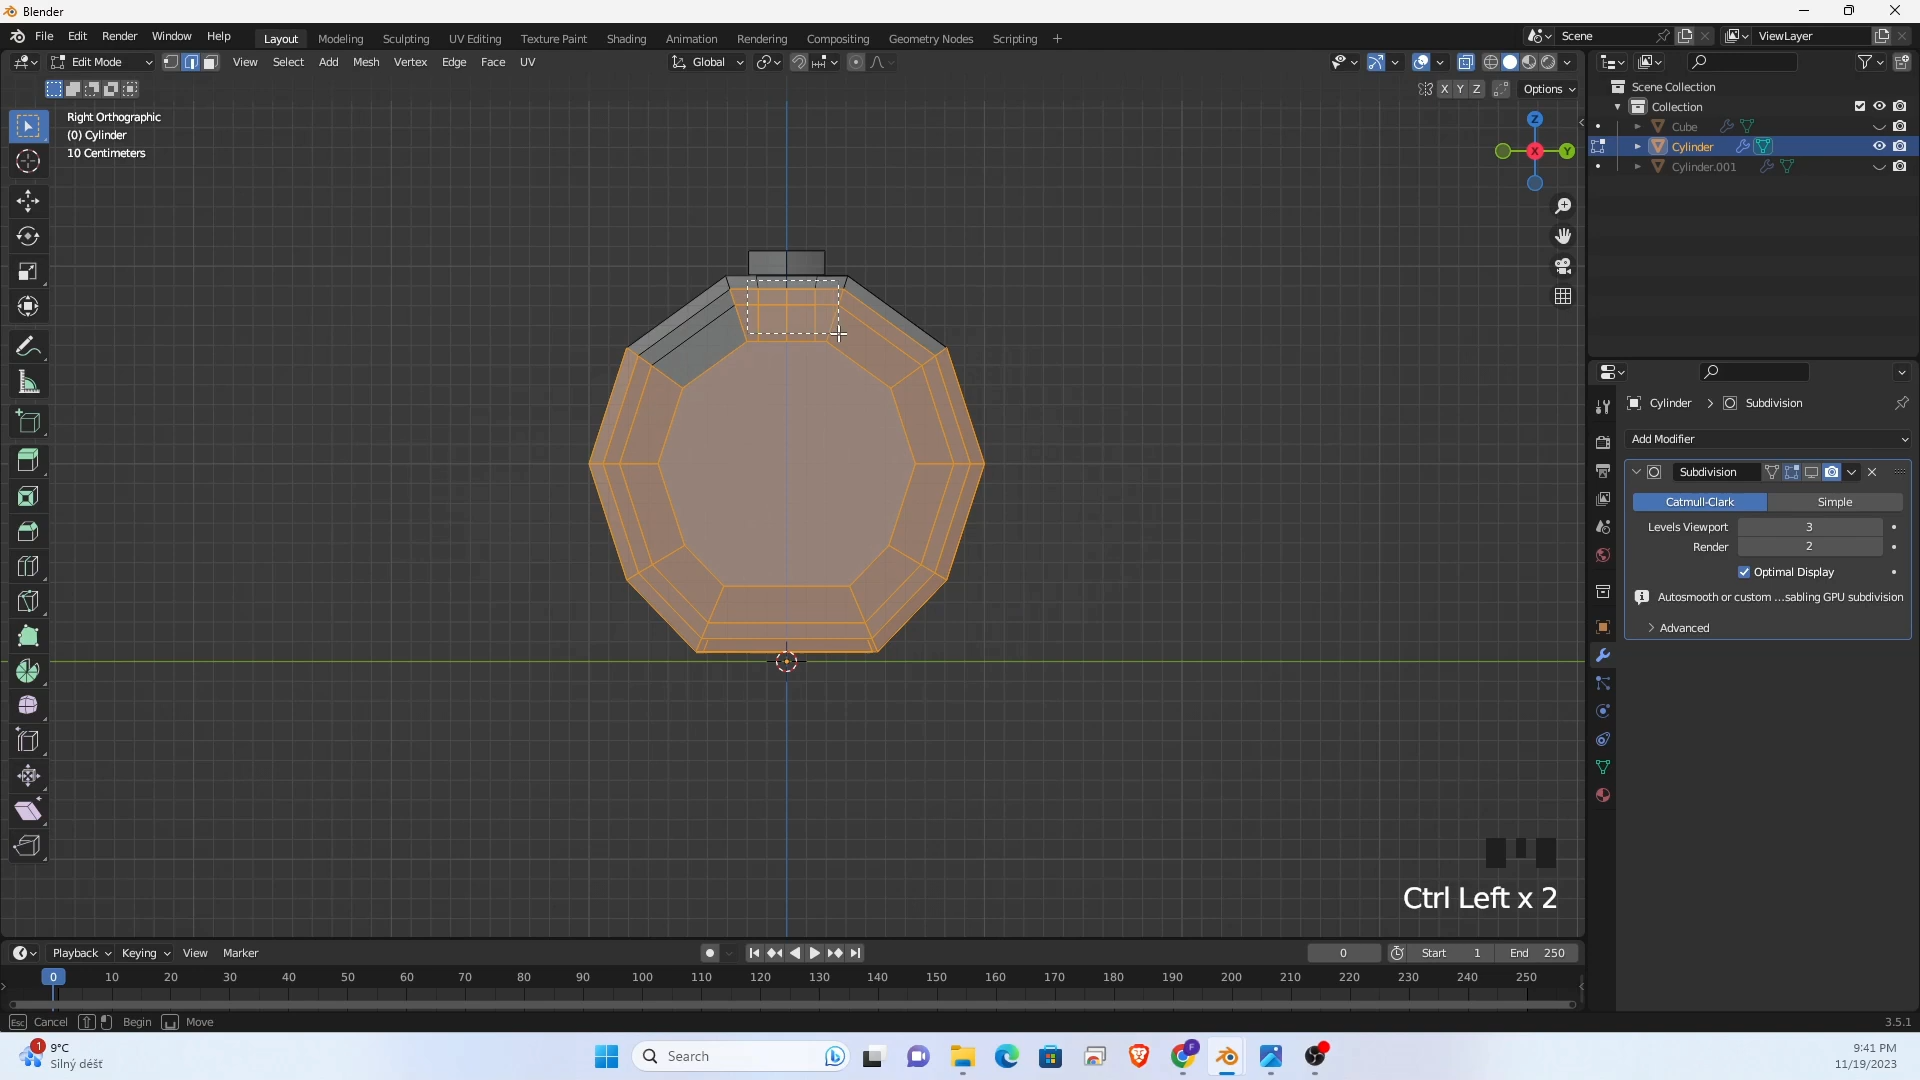 Blender
File Edit Render Window Help
Layout Modeling Sculpting UV Editing Texture Paint Shading Animation Rendering Compositing Geometry Nodes Scripting +
Scene
ViewLayer
Edit Mode
View Select Add Mesh Vertex Edge Face UV
Global
X Y Z
Options
Right Orthographic
(0) Cylinder
10 Centimeters
Z
X
Y
Scene Collection
Collection
Cube
Cylinder
Cylinder.001
Cylinder > Subdivision
Add Modifier
Subdivision
Catmull-Clark Simple
Levels Viewport 3
Render 2
Optimal Display
Autosmooth or custom ...sabling GPU subdivision
Advanced
Ctrl Left x 2
Playback Keying View Marker
0
Start 1
End 250
0 10 20 30 40 50 60 70 80 90 100 110 120 130 140 150 160 170 180 190 200 210 220 230 240 250
Esc Cancel Begin Move
3.5.1
1
9°C
Silný déšť
Search
F
9:41 PM
11/19/2023